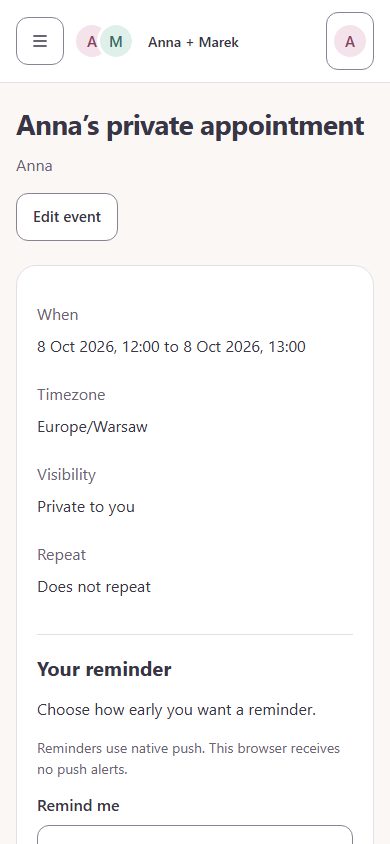 A M Anna + Marek A
Anna’s private appointment
Anna
Edit event
When
8 Oct 2026, 12:00 to 8 Oct 2026, 13:00
Timezone
Europe/Warsaw
Visibility
Private to you
Repeat
Does not repeat
Your reminder
Choose how early you want a reminder.
Reminders use native push. This browser receives
no push alerts.
Remind me